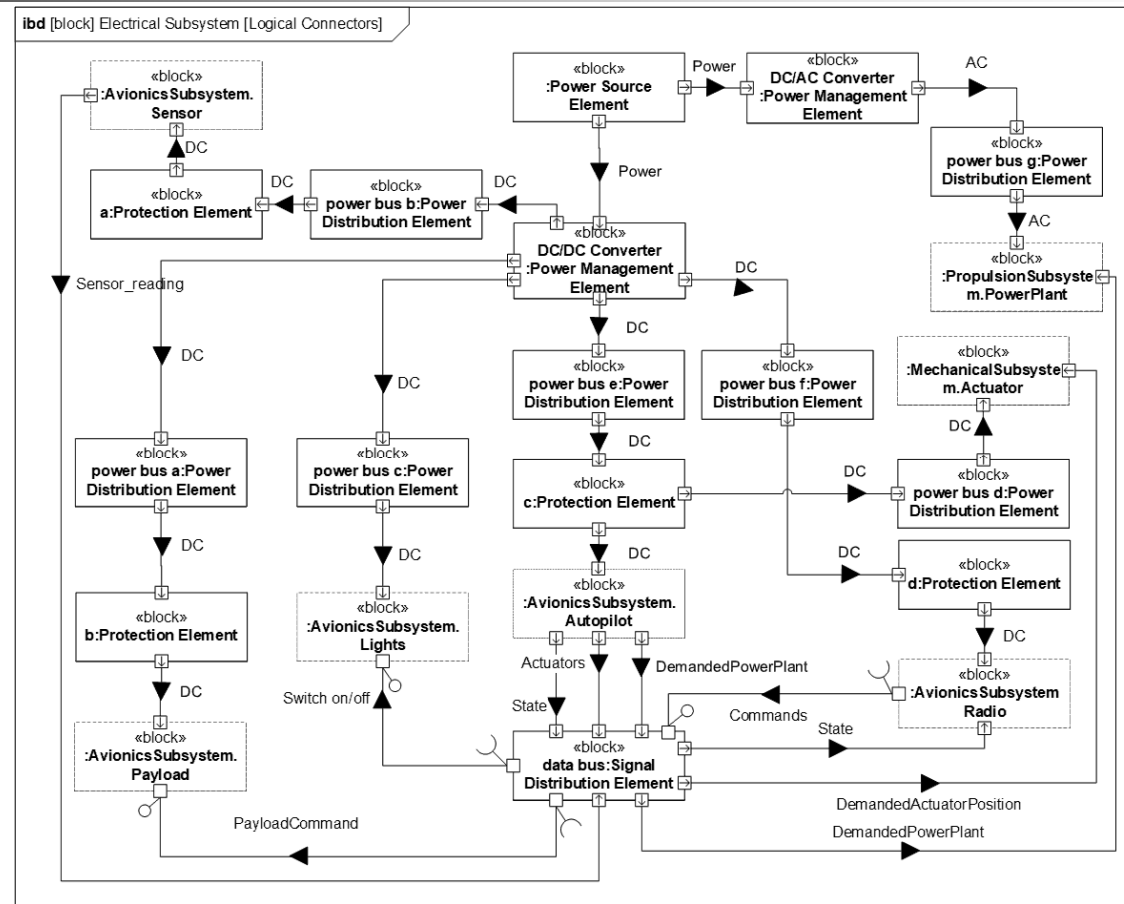 ibd [block] Electrical Subsystem [Logical Connectors]
«block»
:AvionicsSubsystem.
Sensor
«block»
:Power Source
Element
Power
«block»
DC/AC Converter
:Power Management
Element
AC
DC
Power
«block»
power bus g:Power
Distribution Element
«block»
a:Protection Element
DC
«block»
power bus b:Power
Distribution Element
DC
AC
«block»
DC/DC Converter
:Power Management
Element
«block»
:PropulsionSubsyste
m.PowerPlant
Sensor_reading
DC
DC
DC
DC
«block»
power bus e:Power
Distribution Element
«block»
power bus f:Power
Distribution Element
«block»
:MechanicalSubsyste
m.Actuator
DC
DC
«block»
power bus a:Power
Distribution Element
«block»
power bus c:Power
Distribution Element
«block»
c:Protection Element
DC
«block»
power bus d:Power
Distribution Element
DC
DC
DC
DC
«block»
d:Protection Element
«block»
b:Protection Element
«block»
:AvionicsSubsystem.
Lights
«block»
:AvionicsSubsystem.
Autopilot
DC
DC
Actuators
DemandedPowerPlant
«block»
:AvionicsSubsystem
Radio
Switch on/off
State
Commands
State
«block»
:AvionicsSubsystem.
Payload
«block»
data bus:Signal
Distribution Element
DemandedActuatorPosition
PayloadCommand
DemandedPowerPlant